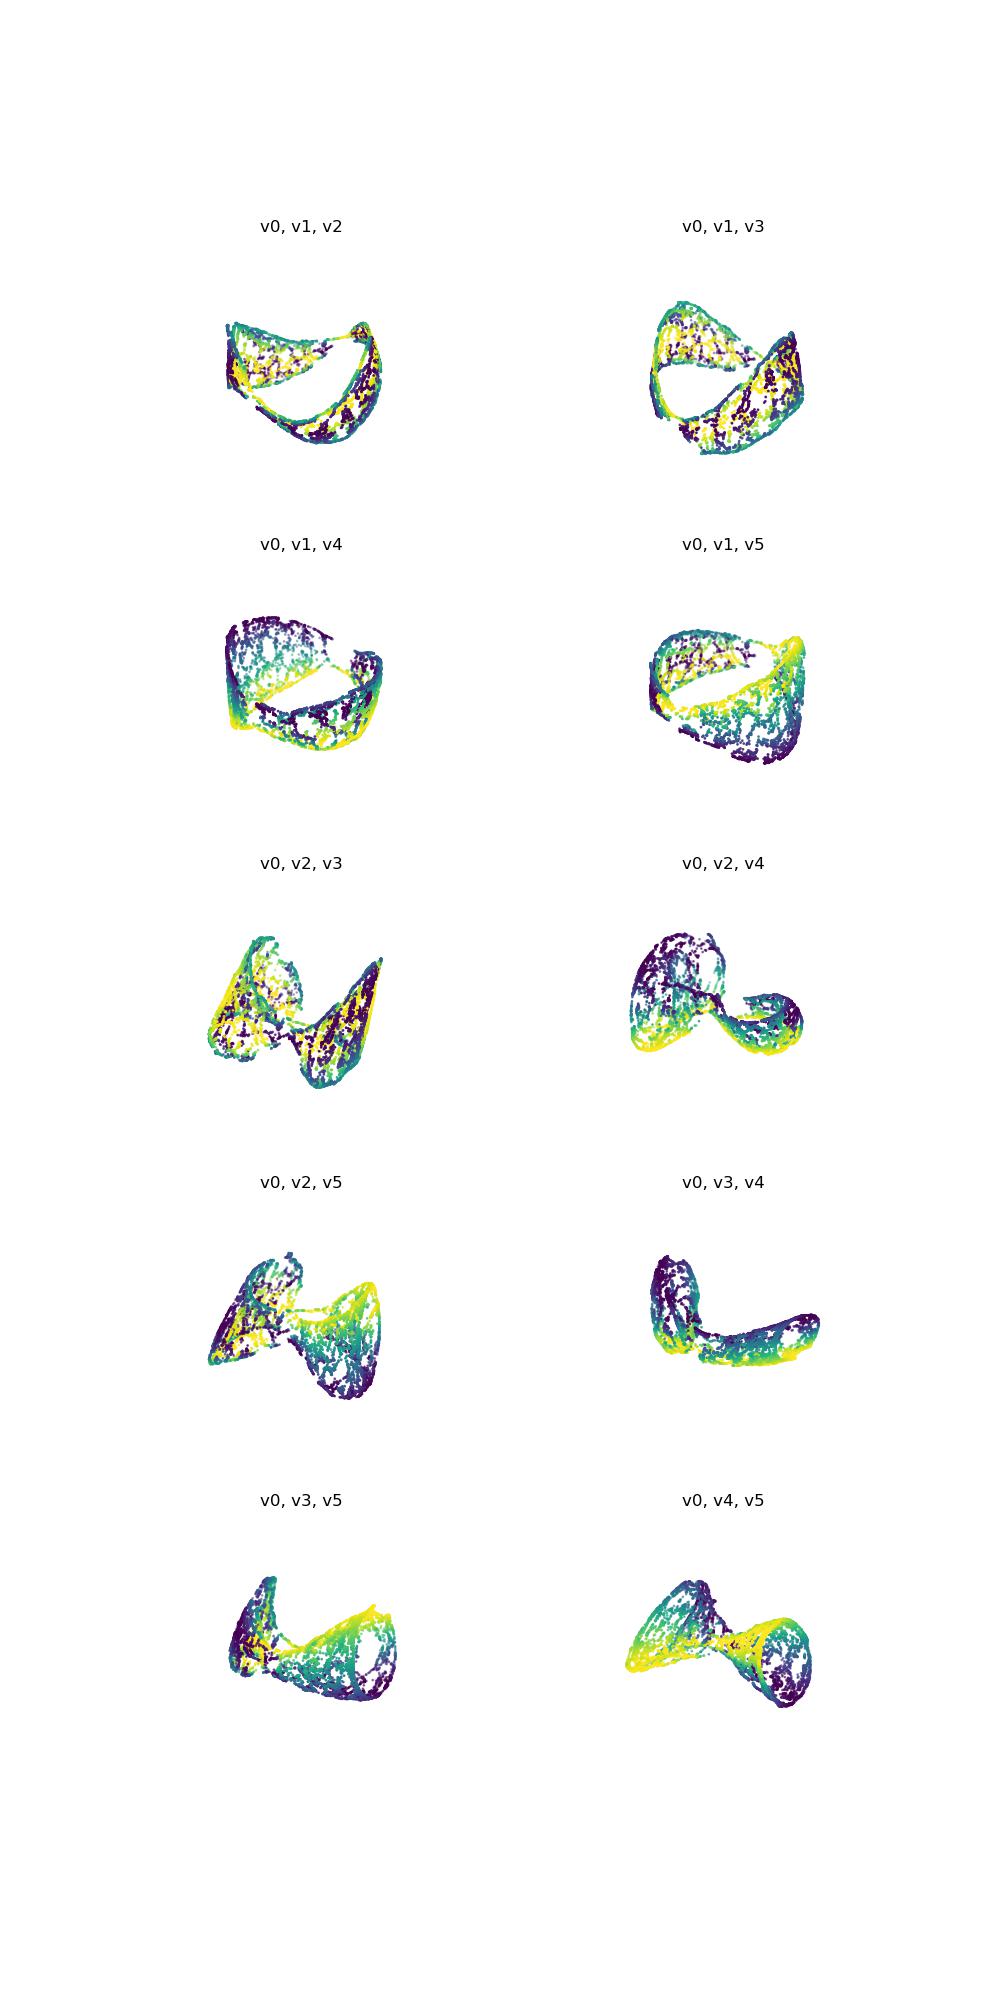 v0, v1, v2
v0, v1, v3
v0, v1, v4
v0, v1, v5
v0, v2, v3
v0, v2, v4
v0, v2, v5
v0, v3, v4
v0, v3, v5
v0, v4, v5